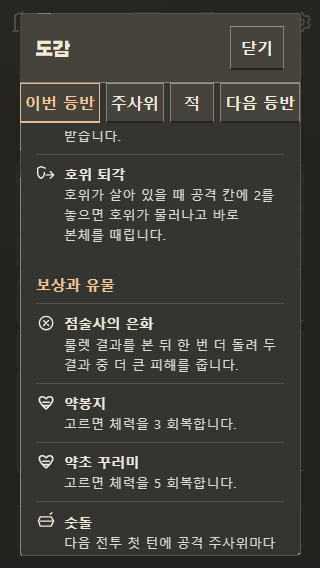 도감
닫기
이번 등반
주사위
적
다음 등반
받습니다.
호위 퇴각
호위가 살아 있을 때 공격 칸에 2를
놓으면 호위가 물러나고 바로
본체를 때립니다.
보상과 유물
점술사의 은화
룰렛 결과를 본 뒤 한 번 더 돌려 두
결과 중 더 큰 피해를 줍니다.
약봉지
고르면 체력을 3 회복합니다.
약초 꾸러미
고르면 체력을 5 회복합니다.
숫돌
다음 전투 첫 턴에 공격 주사위마다